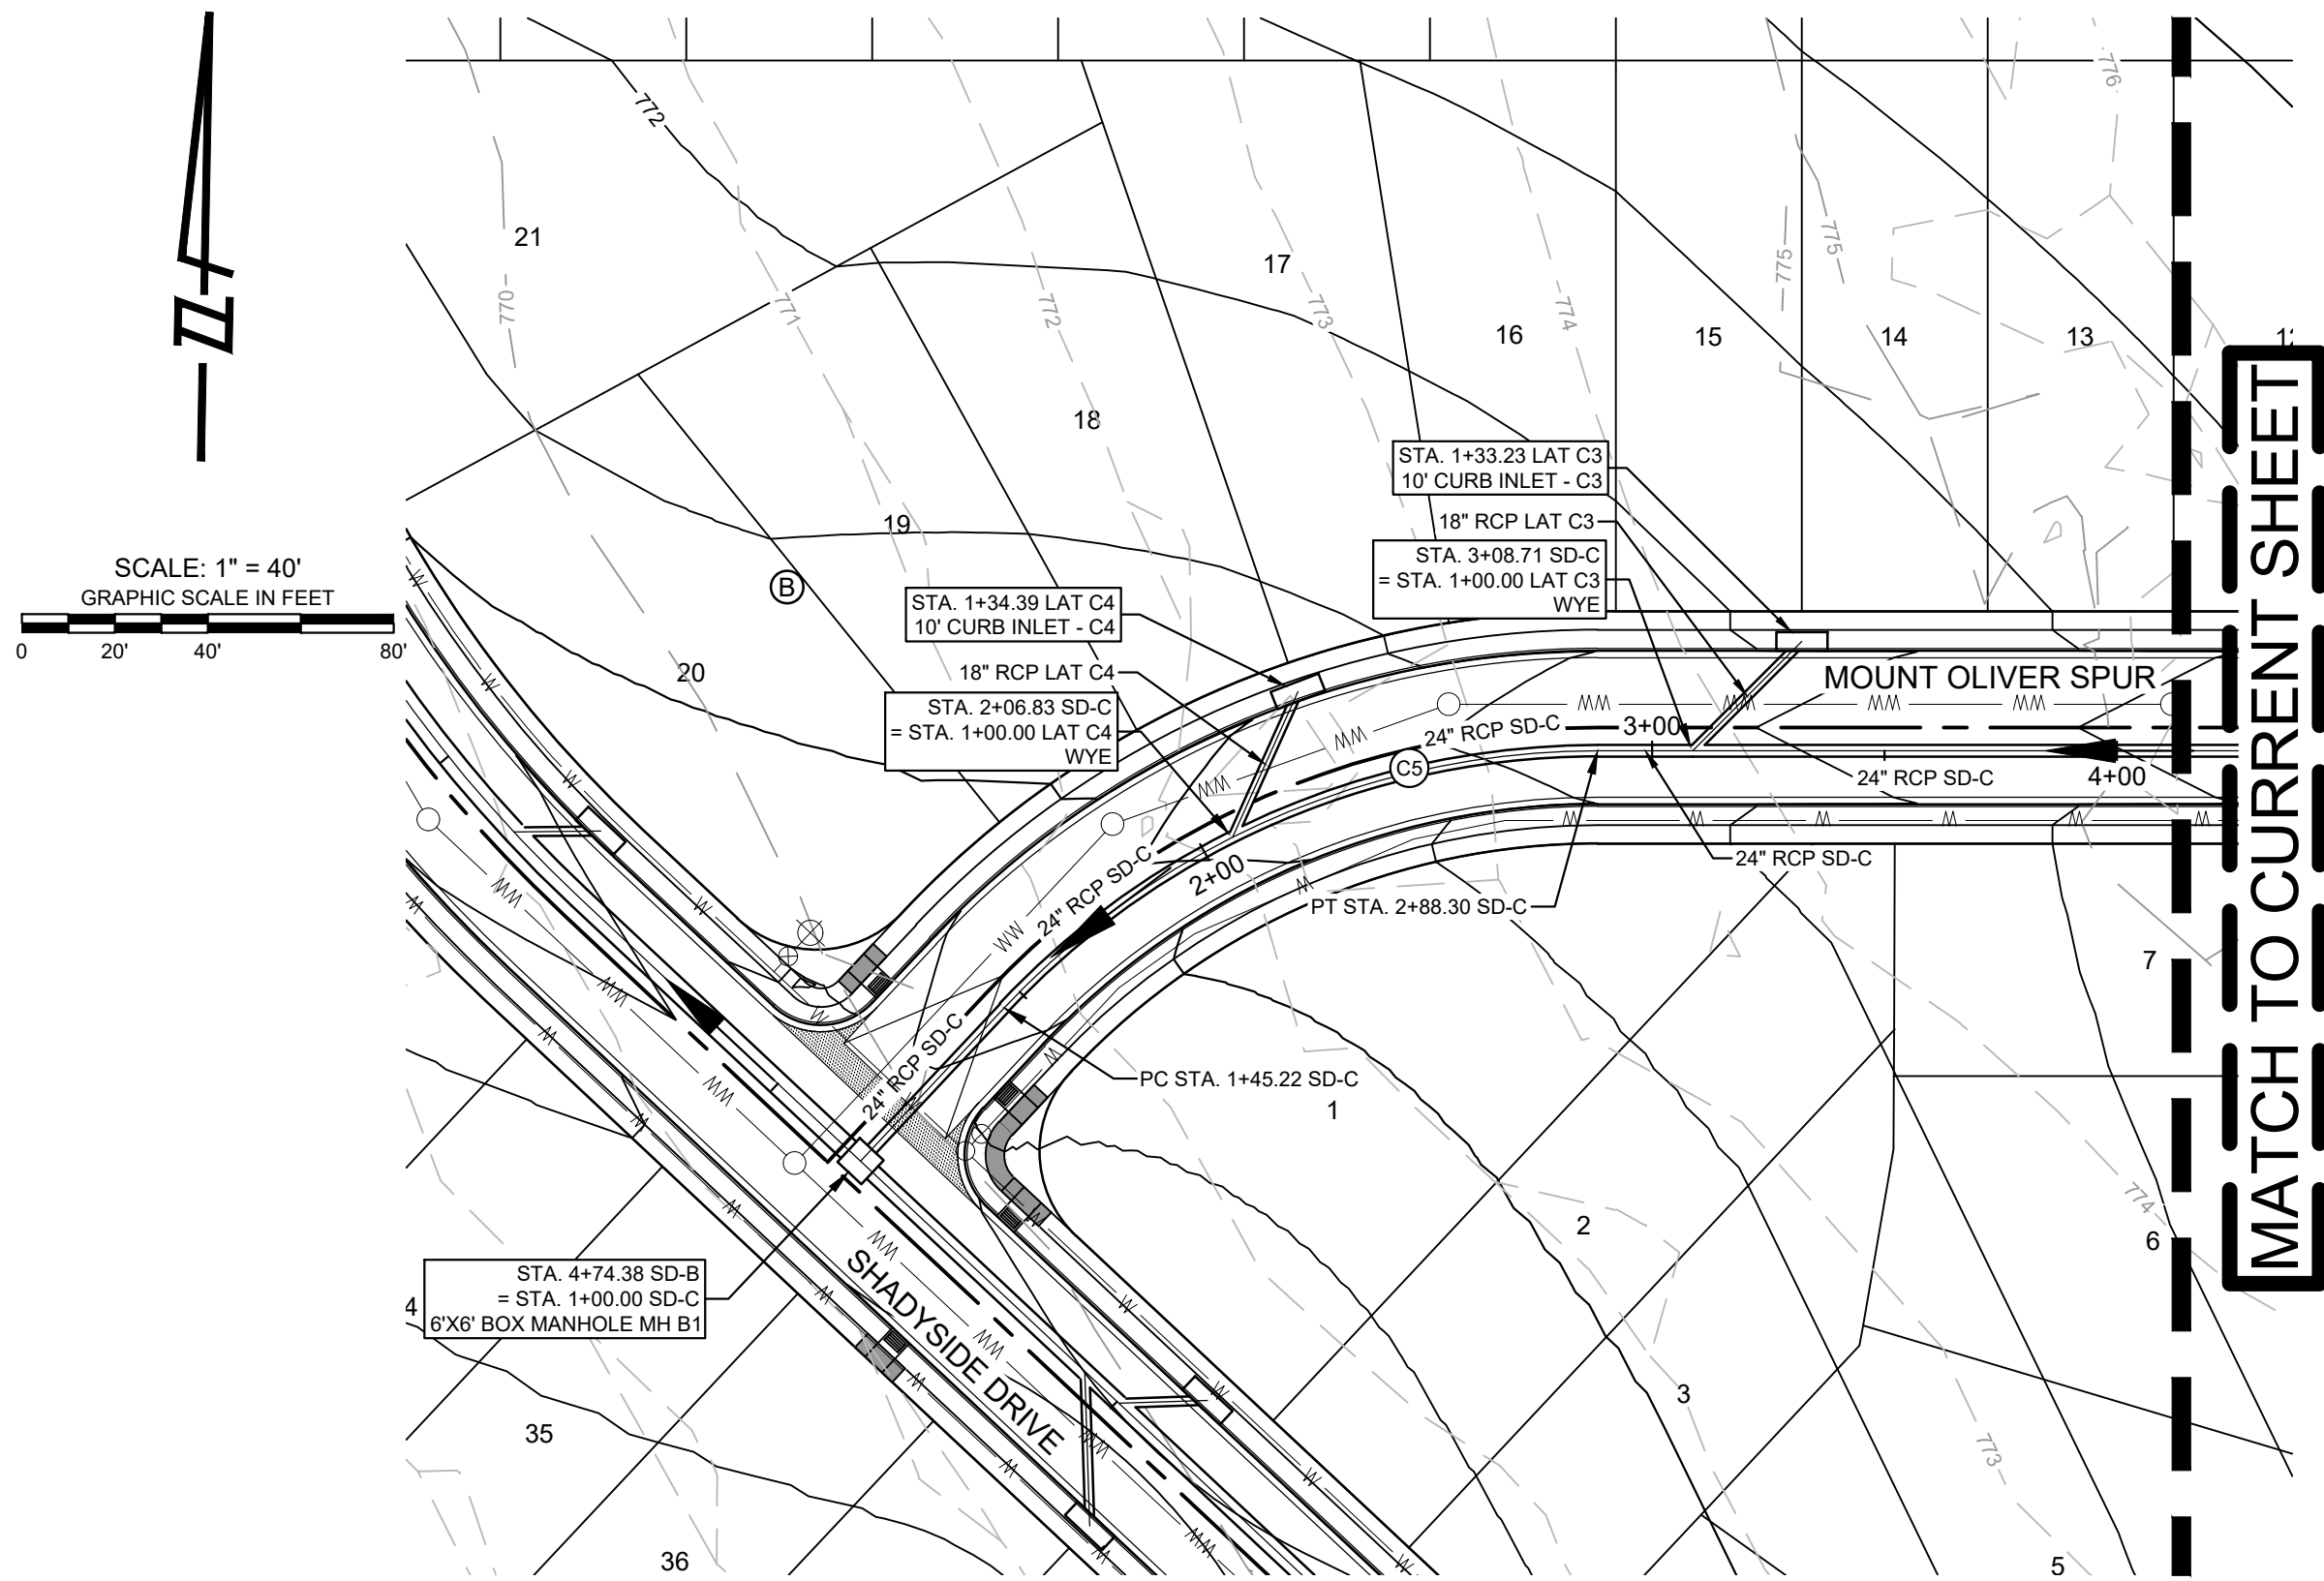 772
776
21
17
770
771
772
773
774
775
775
16
15
14
13
18
STA. 1+33.23 LAT C3
10' CURB INLET - C3
19
18" RCP LAT C3
STA. 3+08.71 SD-C
= STA. 1+00.00 LAT C3
WYE
SCALE: 1" = 40'
GRAPHIC SCALE IN FEET
0 20' 40' 80'
B
STA. 1+34.39 LAT C4
10' CURB INLET - C4
20
18" RCP LAT C4
STA. 2+06.83 SD-C
= STA. 1+00.00 LAT C4
WYE
MOUNT OLIVER SPUR
24" RCP SD-C
3+00
C5
24" RCP SD-C
4+00
24" RCP SD-C
2+00
24" RCP SD-C
PT STA. 2+88.30 SD-C
24" RCP SD-C
7
PC STA. 1+45.22 SD-C
1
2
774
6
STA. 4+74.38 SD-B
= STA. 1+00.00 SD-C
6'X6' BOX MANHOLE MH B1
SHADYSIDE DRIVE
3
35
773
36
5
MATCH TO CURRENT SHEET